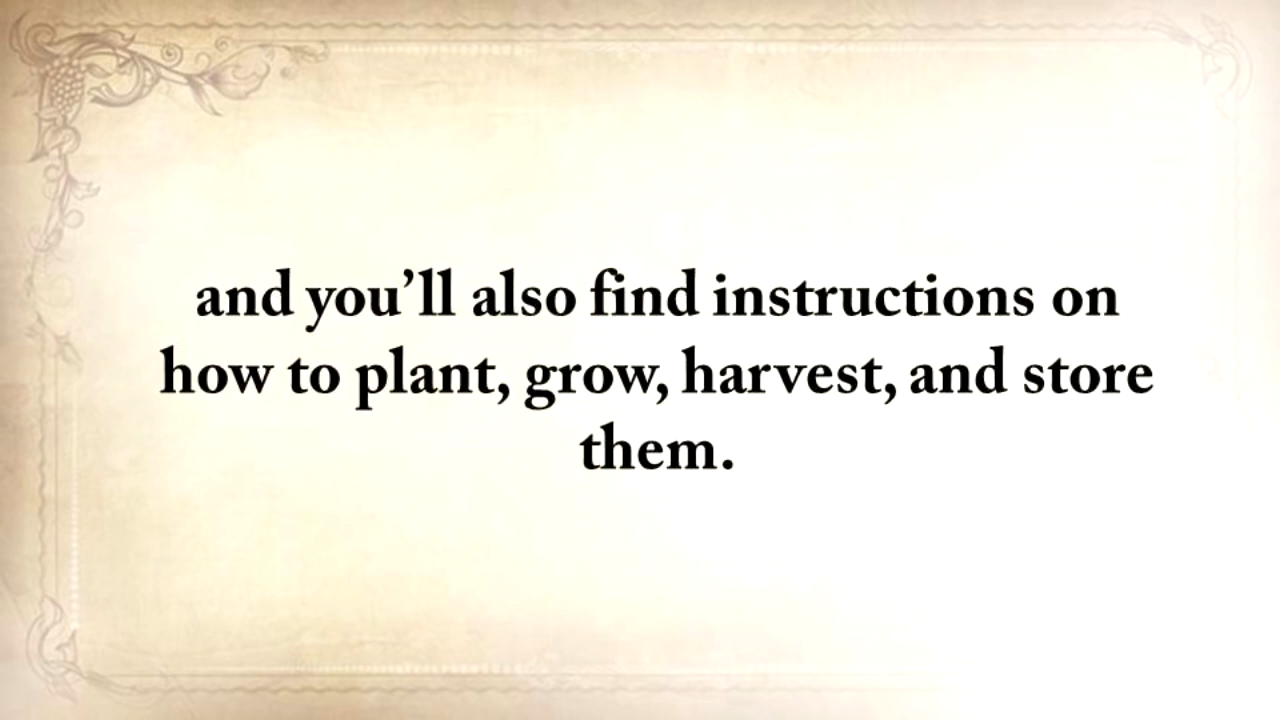 and you’ll also find instructions on
how to plant, grow, harvest, and store
them.